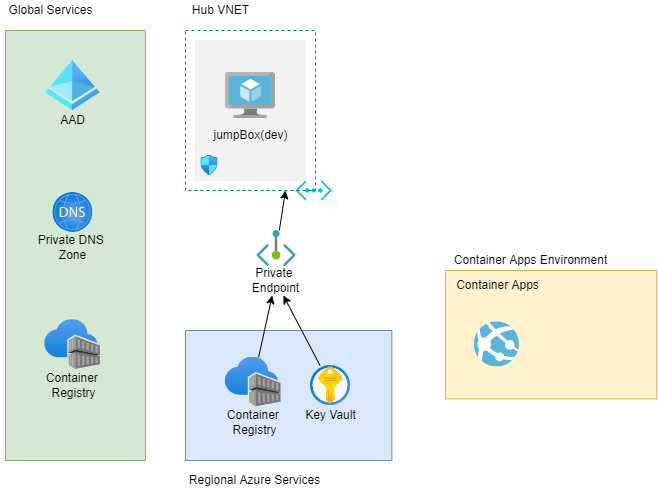 Global Services
AAD
DNS
Private DNS
Zone
Container
Registry
Hub VNET
jumpBox(dev)
Private
Endpoint
Container
Registry
Key Vault
Regional Azure Services
Container Apps Environment
Container Apps